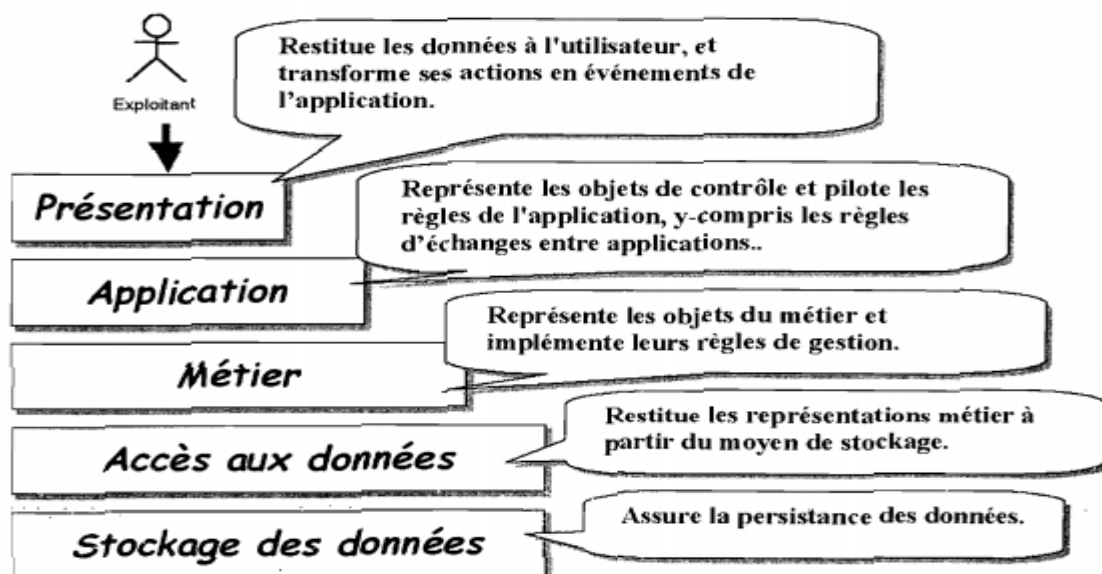 Exploitant
Restitue les données à l'utilisateur, et
transforme ses actions en événements de
l'application.
Présentation
Représente les objets de contrôle et pilote les
règles de l'application, y-compris les règles
d'échanges entre applications..
Application
Représente les objets du métier et
implémente leurs règles de gestion.
Métier
Restitue les représentations métier à
partir du moyen de stockage.
Accès aux données
Assure la persistance des données.
Stockage des données